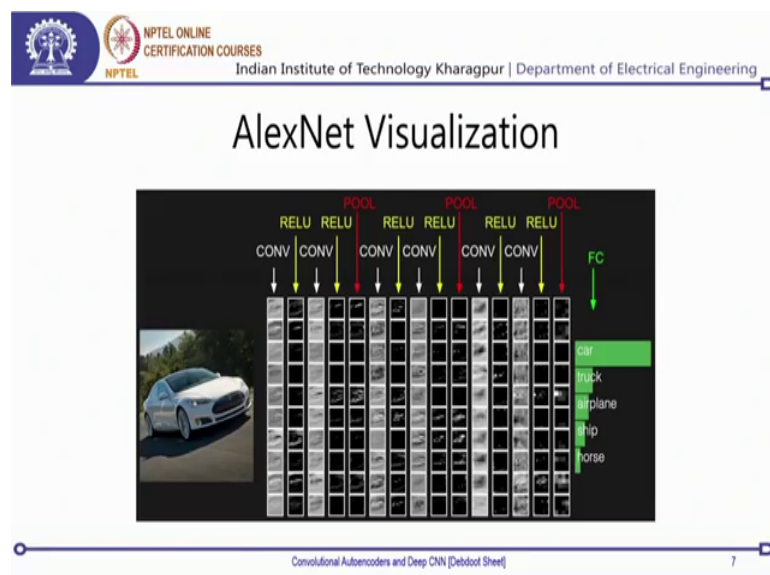 NPTEL ONLINE
CERTIFICATION COURSES
NPTEL
Indian Institute of Technology Kharagpur | Department of Electrical Engineering
AlexNet Visualization
POOL POOL POOL
RELU RELU RELU RELU RELU RELU
CONV CONV CONV CONV CONV CONV
FC
car
truck
airplane
ship
horse
Convolutional Autoencoders and Deep CNN [Debdoot Sheet]
7